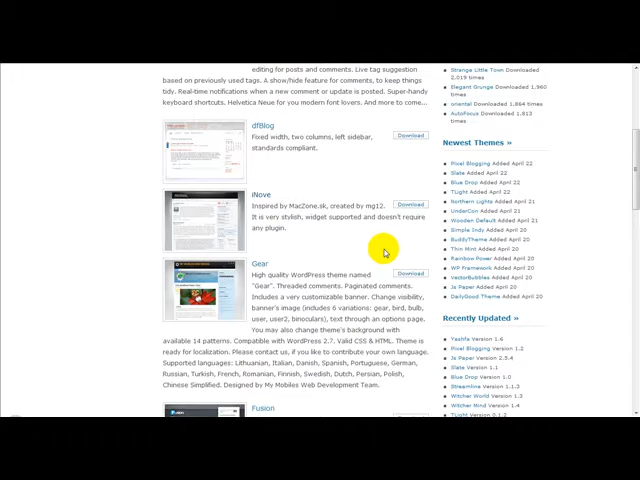 editing for posts and comments. Live tag suggestion
based on previously used tags. A show/hide feature for comments, to keep things
tidy. Real-time notifications when a new comment or update is posted. Super-handy
keyboard shortcuts. Helvetica Neue for you modern font lovers. And more to come...
dfBlog
Fixed width, two columns, left sidebar,
standards compliant.
Download
iNove
Inspired by MacZone.sk, created by mg12.
It is very stylish, widget supported and doesn't require
any plugin.
Download
Gear
High quality WordPress theme named
"Gear". Threaded comments. Paginated comments.
Includes a very customizable banner. Change visibility,
banner's image (includes 6 variations: gear, bird, bulb,
user, user2, binoculars), text through an options page.
You may also change theme's background with
available 14 patterns. Compatible with WordPress 2.7. Valid CSS & HTML. Theme is
ready for localization. Please contact us, if you like to contribute your own language.
Supported languages: Lithuanian, Italian, Danish, Spanish, Portuguese, German,
Russian, Turkish, French, Romanian, Finnish, Swedish, Dutch, Persian, Polish,
Chinese Simplified. Designed by My Mobiles Web Development Team.
Download
Fusion
Strange Little Town Downloaded
2,019 times
Elegant Grunge Downloaded 1,960
times
oriental Downloaded 1,864 times
AutoFocus Downloaded 1,813
times
Newest Themes »
Pixel Blogging Added April 22
Slate Added April 22
Blue Drop Added April 22
TLight Added April 22
Northern Lights Added April 21
UnderCon Added April 21
Wooden Default Added April 21
Simple Indy Added April 20
BuddyTheme Added April 20
Thin Mint Added April 20
Rainbow Power Added April 20
WP Framework Added April 20
VectorBubbles Added April 20
Js Paper Added April 20
DailyGood Theme Added April 20
Recently Updated »
Yashfa Version 1.6
Pixel Blogging Version 1.2
Js Paper Version 2.5.4
Slate Version 1.1
Blue Drop Version 1.0
Streamline Version 1.1.3
Witcher World Version 1.3
Witcher Mind Version 1.4
TLight Version 0.1.2